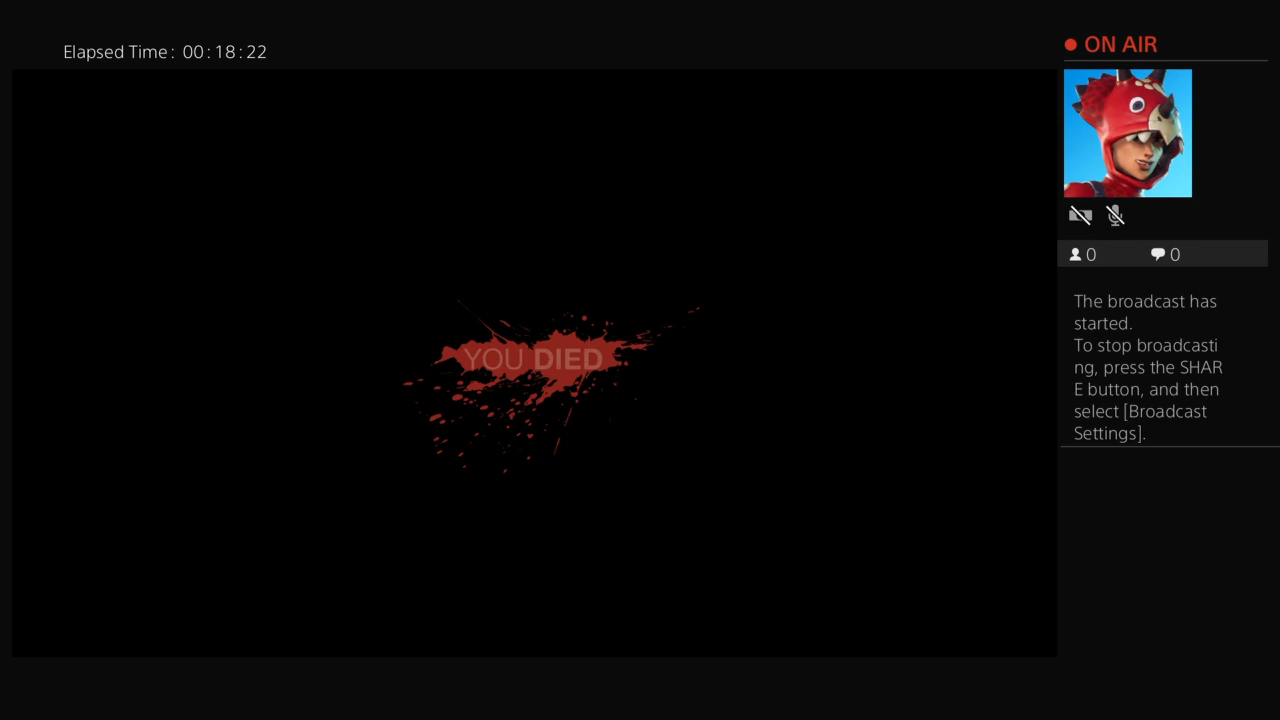 Elapsed Time: 00:18:22
ON AIR
0
0
The broadcast has
started.
To stop broadcasti
ng, press the SHAR
E button, and then
select [Broadcast
Settings].
YOU DIED